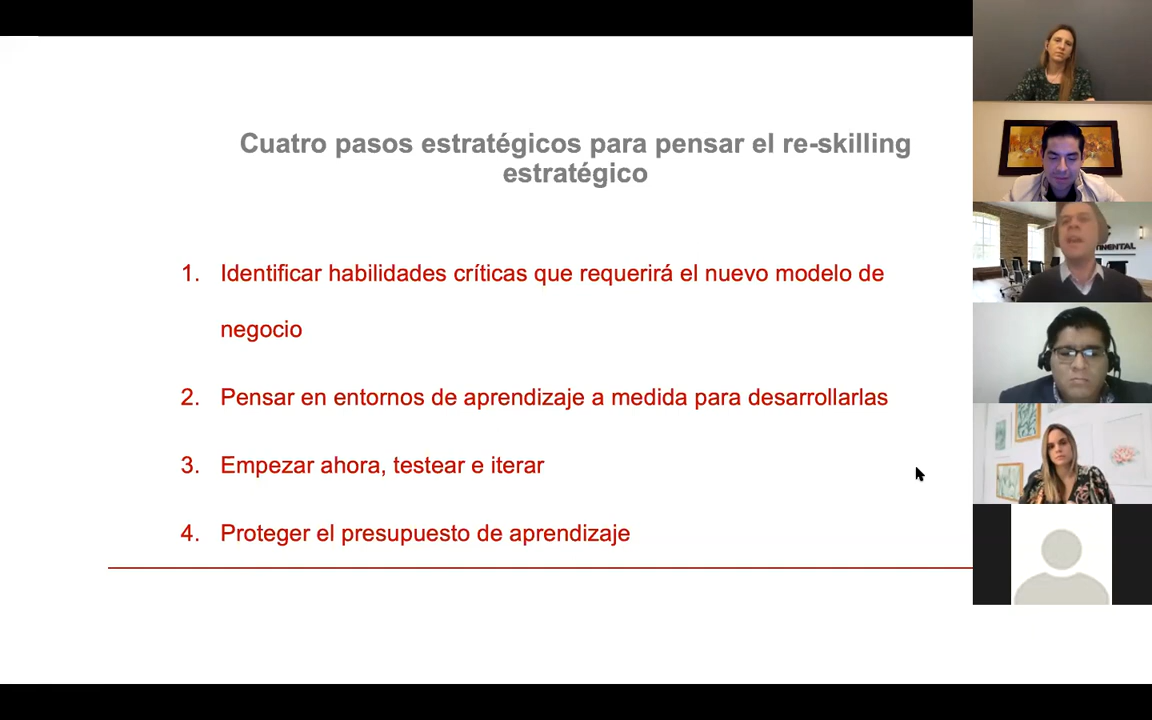 Cuatro pasos estratégicos para pensar el re-skilling
estratégico
1. Identificar habilidades críticas que requerirá el nuevo modelo de
negocio
2. Pensar en entornos de aprendizaje a medida para desarrollarlas
3. Empezar ahora, testear e iterar
4. Proteger el presupuesto de aprendizaje